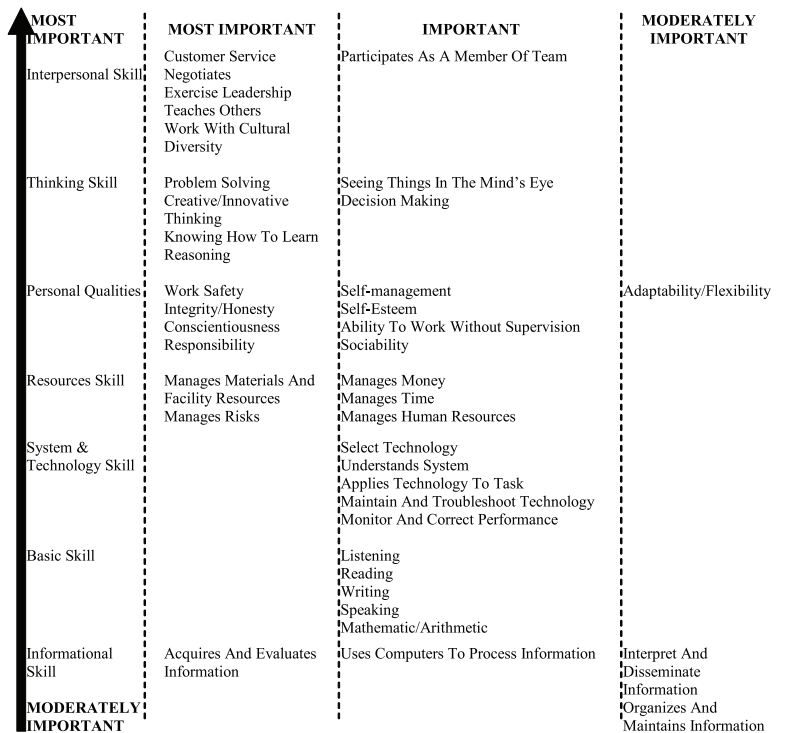 MOST
IMPORTANT
MOST IMPORTANT
IMPORTANT
MODERATELY
IMPORTANT
Interpersonal Skill
Customer Service
Negotiates
Exercise Leadership
Teaches Others
Work With Cultural
Diversity
Participates As A Member Of Team
Thinking Skill
Problem Solving
Creative/Innovative
Thinking
Knowing How To Learn
Reasoning
Seeing Things In The Mind's Eye
Decision Making
Personal Qualities
Work Safety
Integrity/Honesty
Conscientiousness
Responsibility
Self-management
Self-Esteem
Ability To Work Without Supervision
Sociability
Adaptability/Flexibility
Resources Skill
Manages Materials And
Facility Resources
Manages Risks
Manages Money
Manages Time
Manages Human Resources
System &
Technology Skill
Select Technology
Understands System
Applies Technology To Task
Maintain And Troubleshoot Technology
Monitor And Correct Performance
Basic Skill
Listening
Reading
Writing
Speaking
Mathematic/Arithmetic
Informational
Skill
Acquires And Evaluates
Information
Uses Computers To Process Information
Interpret And
Disseminate
Information
Organizes And
Maintains Information
MODERATELY
IMPORTANT